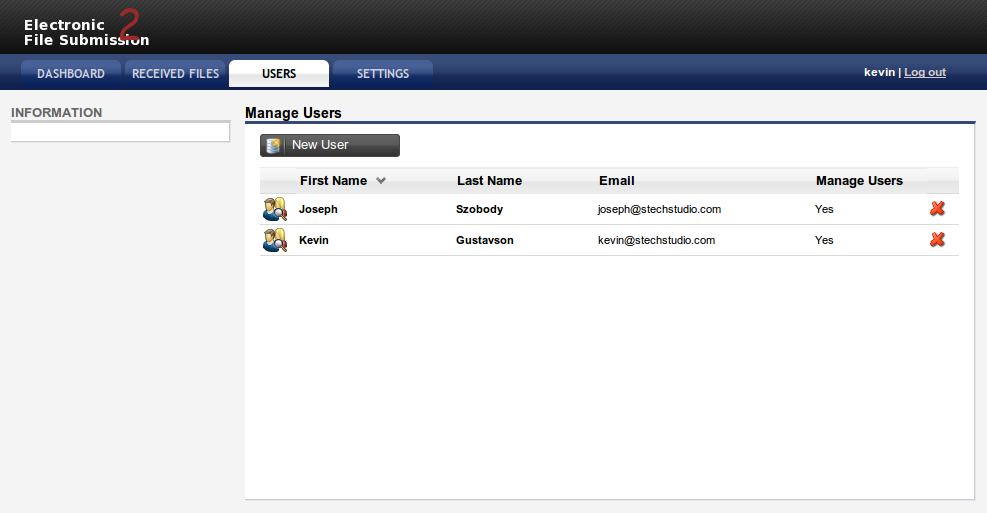 Electronic 2
File Submission
DASHBOARD RECEIVED FILES USERS SETTINGS kevin | Log out
INFORMATION
Manage Users
New User
First Name Last Name Email Manage Users
Joseph Szobody joseph@stechstudio.com Yes
Kevin Gustavson kevin@stechstudio.com Yes